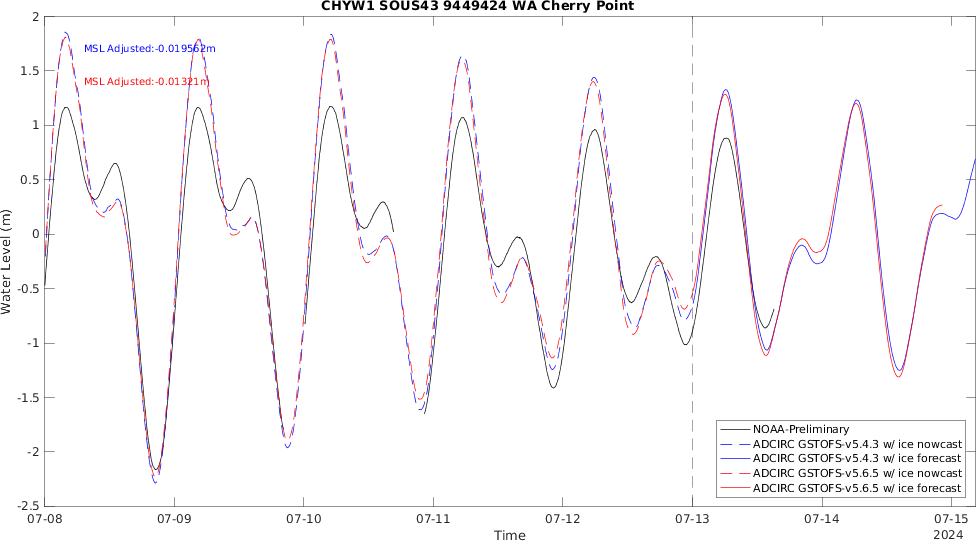 CHYW1 SOUS43 9449424 WA Cherry Point
2
1.5
1
0.5
0
-0.5
-1
-1.5
-2
-2.5
Water Level (m)
MSL Adjusted:-0.019562m
MSL Adjusted:-0.01321m
NOAA-Preliminary
ADCIRC GSTOFS-v5.4.3 w/ ice nowcast
ADCIRC GSTOFS-v5.4.3 w/ ice forecast
ADCIRC GSTOFS-v5.6.5 w/ ice nowcast
ADCIRC GSTOFS-v5.6.5 w/ ice forecast
07-08 07-09 07-10 07-11 07-12 07-13 07-14 07-15
Time
2024